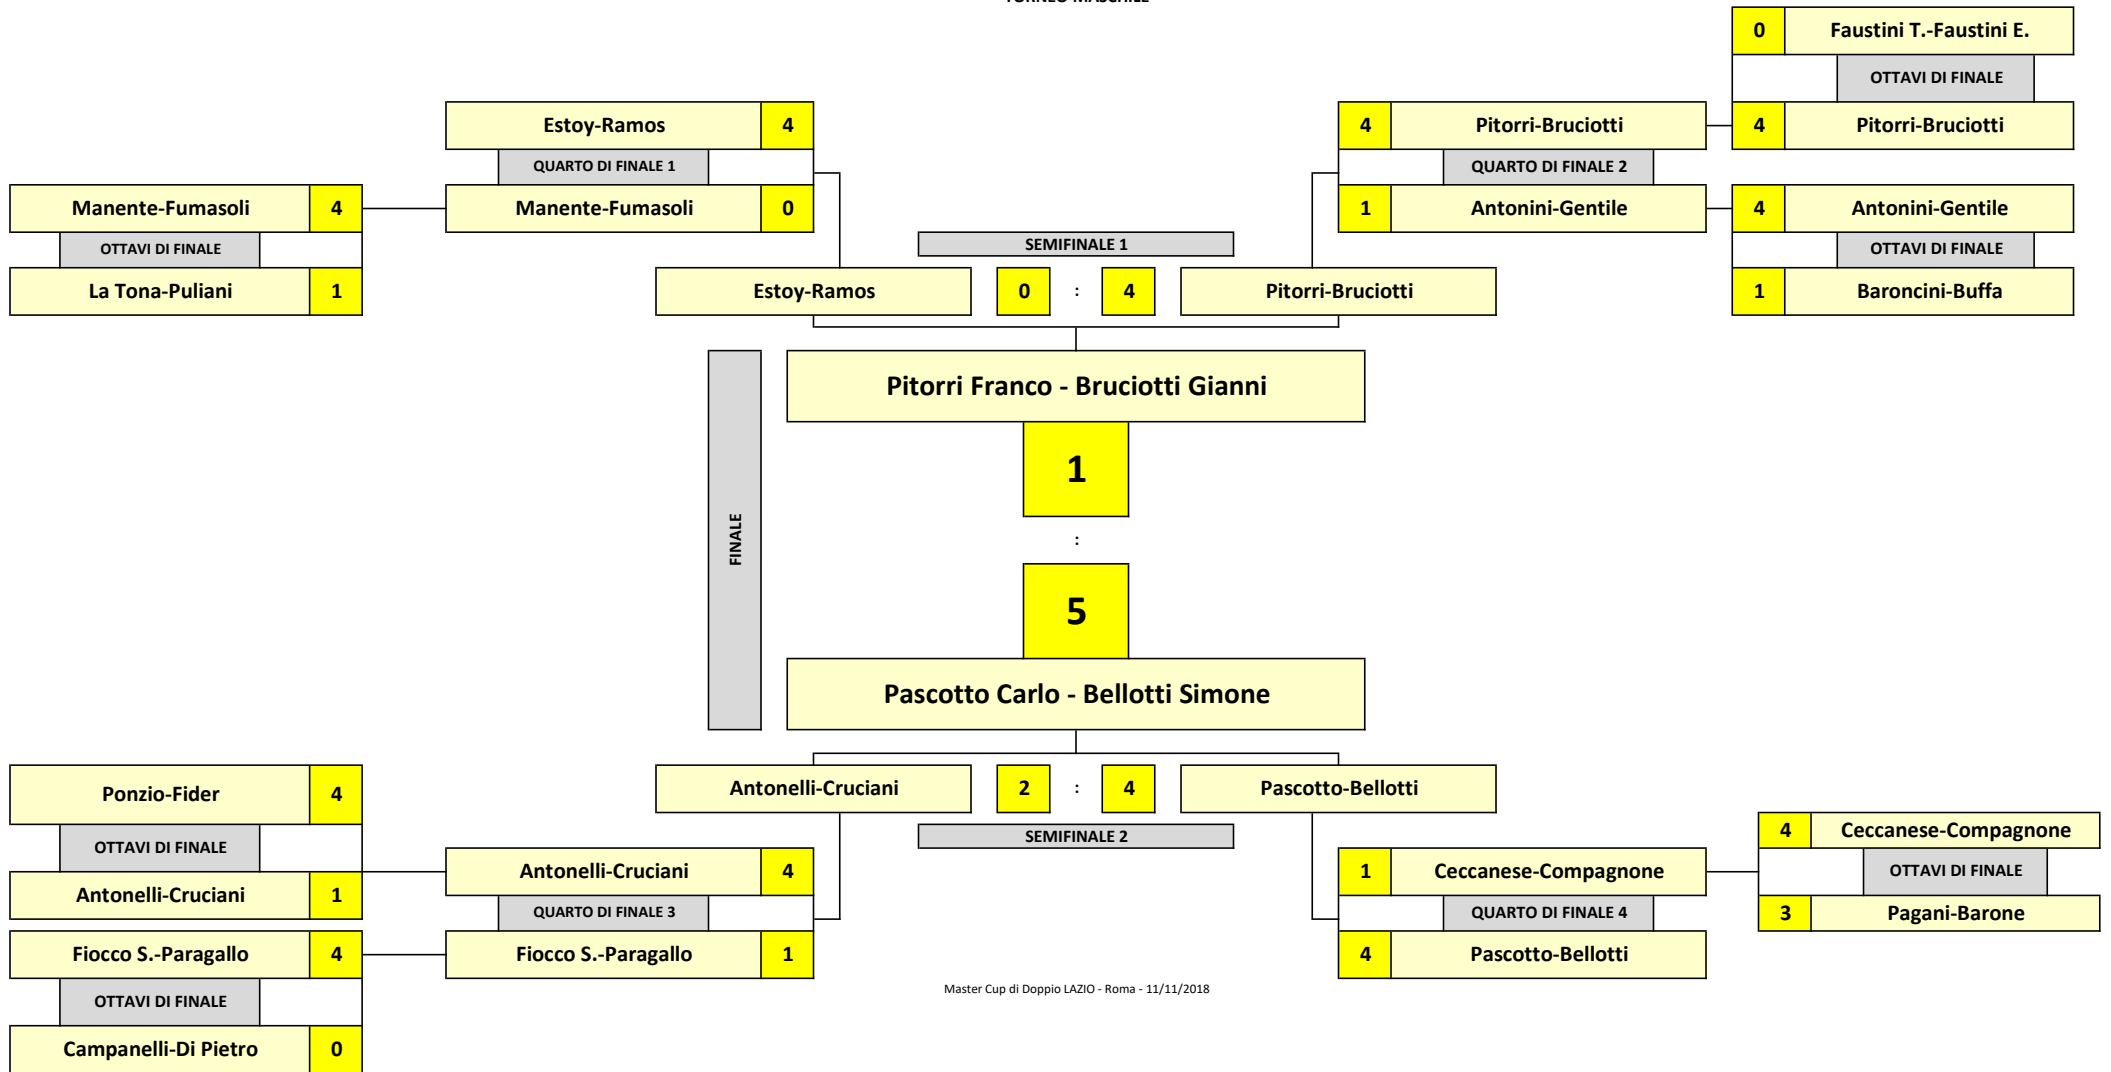 TORNEO MASCHILE
0 Faustini T.-Faustini E.
OTTAVI DI FINALE
Estoy-Ramos 4
4 Pitorri-Bruciotti
4 Pitorri-Bruciotti
QUARTO DI FINALE 1
QUARTO DI FINALE 2
Manente-Fumasoli 4
Manente-Fumasoli 0
1 Antonini-Gentile
4 Antonini-Gentile
OTTAVI DI FINALE
SEMIFINALE 1
OTTAVI DI FINALE
La Tona-Puliani 1
Estoy-Ramos 0 : 4 Pitorri-Bruciotti
1 Baroncini-Buffa
Pitorri Franco - Bruciotti Gianni
1
FINALE
:
5
Pascotto Carlo - Bellotti Simone
Ponzio-Fider 4
Antonelli-Cruciani 2 : 4 Pascotto-Bellotti
OTTAVI DI FINALE
SEMIFINALE 2
4 Ceccanese-Compagnone
Antonelli-Cruciani 4
1 Ceccanese-Compagnone
OTTAVI DI FINALE
Antonelli-Cruciani 1
QUARTO DI FINALE 3
QUARTO DI FINALE 4
3 Pagani-Barone
Fiocco S.-Paragallo 4
Fiocco S.-Paragallo 1
4 Pascotto-Bellotti
OTTAVI DI FINALE
Master Cup di Doppio LAZIO - Roma - 11/11/2018
Campanelli-Di Pietro 0